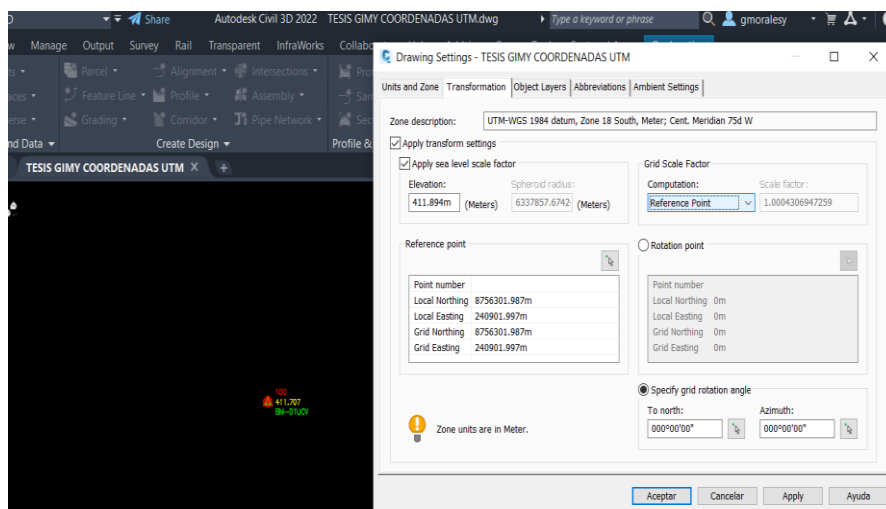 Share Autodesk Civil 3D 2022 TESIS GIMY COORDENADAS UTM.dwg Type a keyword or phrase gmoralesy
Manage Output Survey Rail Transparent InfraWorks
Parcel Alignment Intersections
Feature Line Profile Assembly
Grading Corridor Pipe Network
Create Design Profile &
TESIS GIMY COORDENADAS UTM
100
411.707
BM-01UCV
Drawing Settings - TESIS GIMY COORDENADAS UTM
Units and Zone Transformation Object Layers Abbreviations Ambient Settings
Zone description: UTM-WGS 1984 datum, Zone 18 South, Meter; Cent. Meridian 75d W
Apply transform settings
Apply sea level scale factor
Elevation: Spheroid radius:
411.894m (Meters) 6337857.6742 (Meters)
Grid Scale Factor
Computation: Scale factor:
Reference Point 1.0004306947259
Reference point
Point number
Local Northing 8756301.987m
Local Easting 240901.997m
Grid Northing 8756301.987m
Grid Easting 240901.997m
Rotation point
Point number
Local Northing 0m
Local Easting 0m
Grid Northing 0m
Grid Easting 0m
Zone units are in Meter.
Specify grid rotation angle
To north: Azimuth:
000°00'00" 000°00'00"
Aceptar Cancelar Apply Ayuda